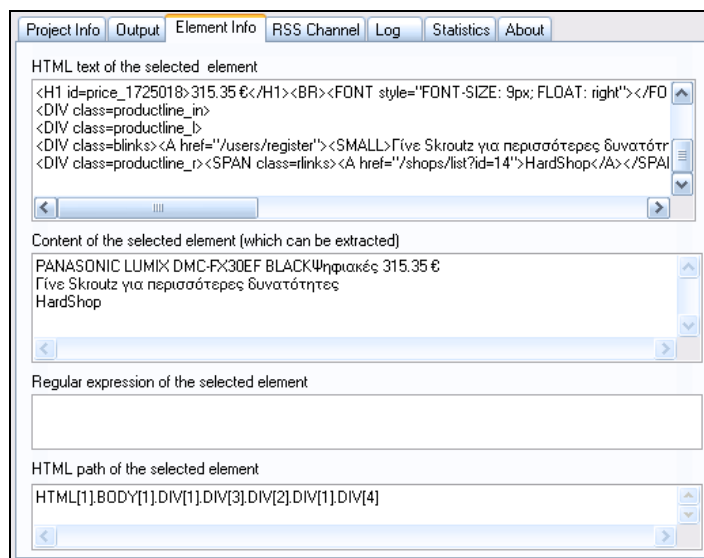 Project Info Output Element Info RSS Channel Log Statistics About
HTML text of the selected element
<H1 id=price_1725018>315.35 €</H1><BR><FONT style="FONT-SIZE: 9px; FLOAT: right"></FO
<DIV class=productline_in>
<DIV class=productline_l>
<DIV class=blinks><A href="/users/register"><SMALL>Γίνε Skroutz για περισσότερες δυνατότη
<DIV class=productline_r><SPAN class=rlinks><A href="/shops/list?id=14">HardShop</A></SPA
Content of the selected element (which can be extracted)
PANASONIC LUMIX DMC-FX30EF BLACKΨηφιακές 315.35 €
Γίνε Skroutz για περισσότερες δυνατότητες
HardShop
Regular expression of the selected element
HTML path of the selected element
HTML[1].BODY[1].DIV[1].DIV[3].DIV[2].DIV[1].DIV[4]